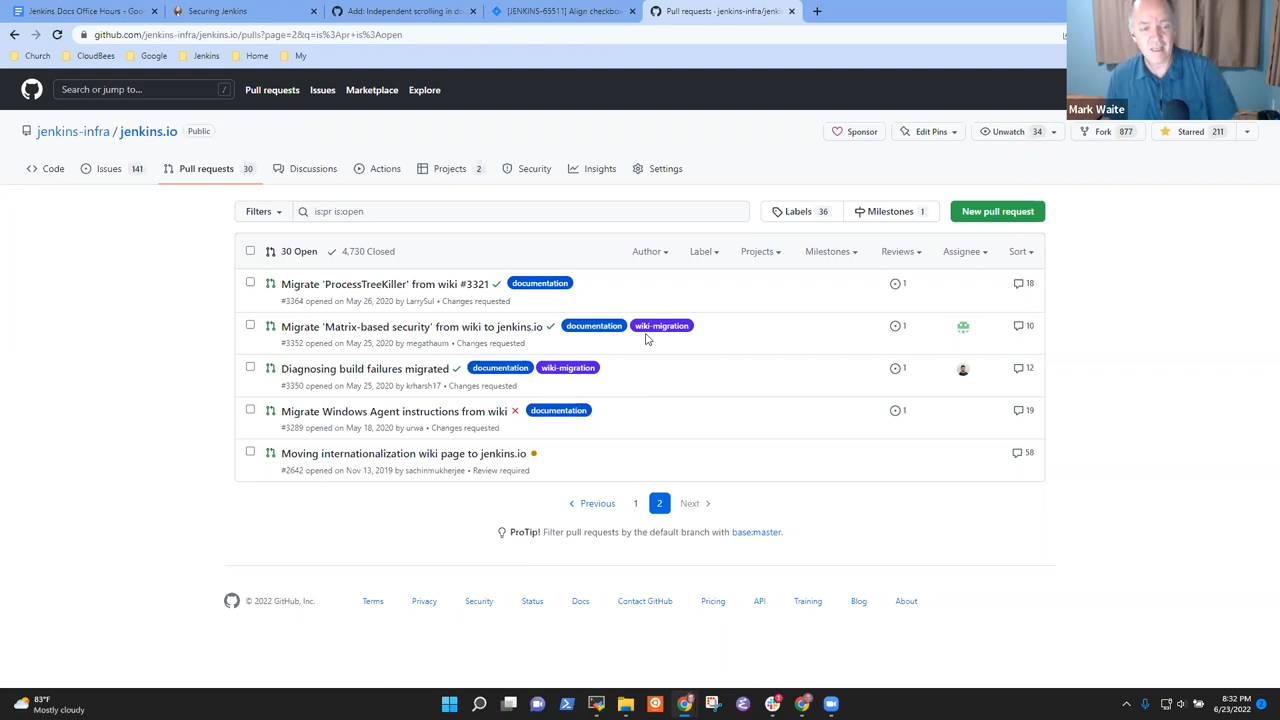 Jenkins Docs Office Hours - Goo
Securing Jenkins
Add: Independent scrolling in do
[JENKINS-65511] Align checkbo
Pull requests · jenkins-infra/jenk
github.com/jenkins-infra/jenkins.io/pulls?page=2&q=is%3Apr+is%3Aopen
Church
CloudBees
Google
Jenkins
Home
My
Search or jump to...
/
Pull requests
Issues
Marketplace
Explore
Mark Waite
jenkins-infra / jenkins.io
Public
Sponsor
Edit Pins
Unwatch 34
Fork 877
Starred 211
Code
Issues 141
Pull requests 30
Discussions
Actions
Projects 2
Security
Insights
Settings
Filters
is:pr is:open
Labels 36
Milestones 1
New pull request
30 Open
4,730 Closed
Author
Label
Projects
Milestones
Reviews
Assignee
Sort
Migrate 'ProcessTreeKiller' from wiki #3321
documentation
1
18
#3364 opened on May 26, 2020 by LarrySul • Changes requested
Migrate 'Matrix-based security' from wiki to jenkins.io
documentation
wiki-migration
1
10
#3352 opened on May 25, 2020 by megathaum • Changes requested
Diagnosing build failures migrated
documentation
wiki-migration
1
12
#3350 opened on May 25, 2020 by krharsh17 • Changes requested
Migrate Windows Agent instructions from wiki
documentation
1
19
#3289 opened on May 18, 2020 by urwa • Changes requested
Moving internationalization wiki page to jenkins.io
58
#2642 opened on Nov 13, 2019 by sachinmukherjee • Review required
Previous
1
2
Next
ProTip! Filter pull requests by the default branch with base:master.
© 2022 GitHub, Inc.
Terms
Privacy
Security
Status
Docs
Contact GitHub
Pricing
API
Training
Blog
About
83°F
Mostly cloudy
8:32 PM
6/23/2022